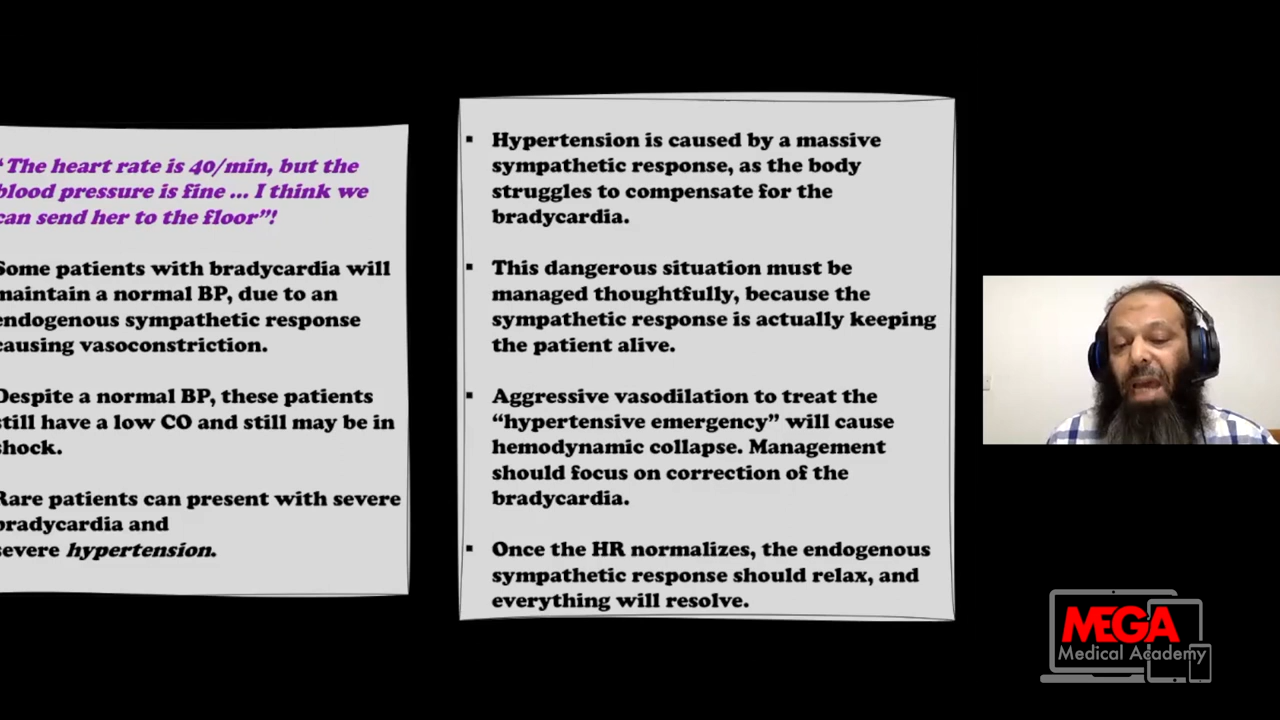 “The heart rate is 40/min, but the
blood pressure is fine ... I think we
can send her to the floor”!
Some patients with bradycardia will
maintain a normal BP, due to an
endogenous sympathetic response
causing vasoconstriction.
Despite a normal BP, these patients
still have a low CO and still may be in
shock.
Rare patients can present with severe
bradycardia and
severe hypertension.
▪ Hypertension is caused by a massive
sympathetic response, as the body
struggles to compensate for the
bradycardia.
▪ This dangerous situation must be
managed thoughtfully, because the
sympathetic response is actually keeping
the patient alive.
▪ Aggressive vasodilation to treat the
“hypertensive emergency” will cause
hemodynamic collapse. Management
should focus on correction of the
bradycardia.
▪ Once the HR normalizes, the endogenous
sympathetic response should relax, and
everything will resolve.
MEGA
Medical Academy